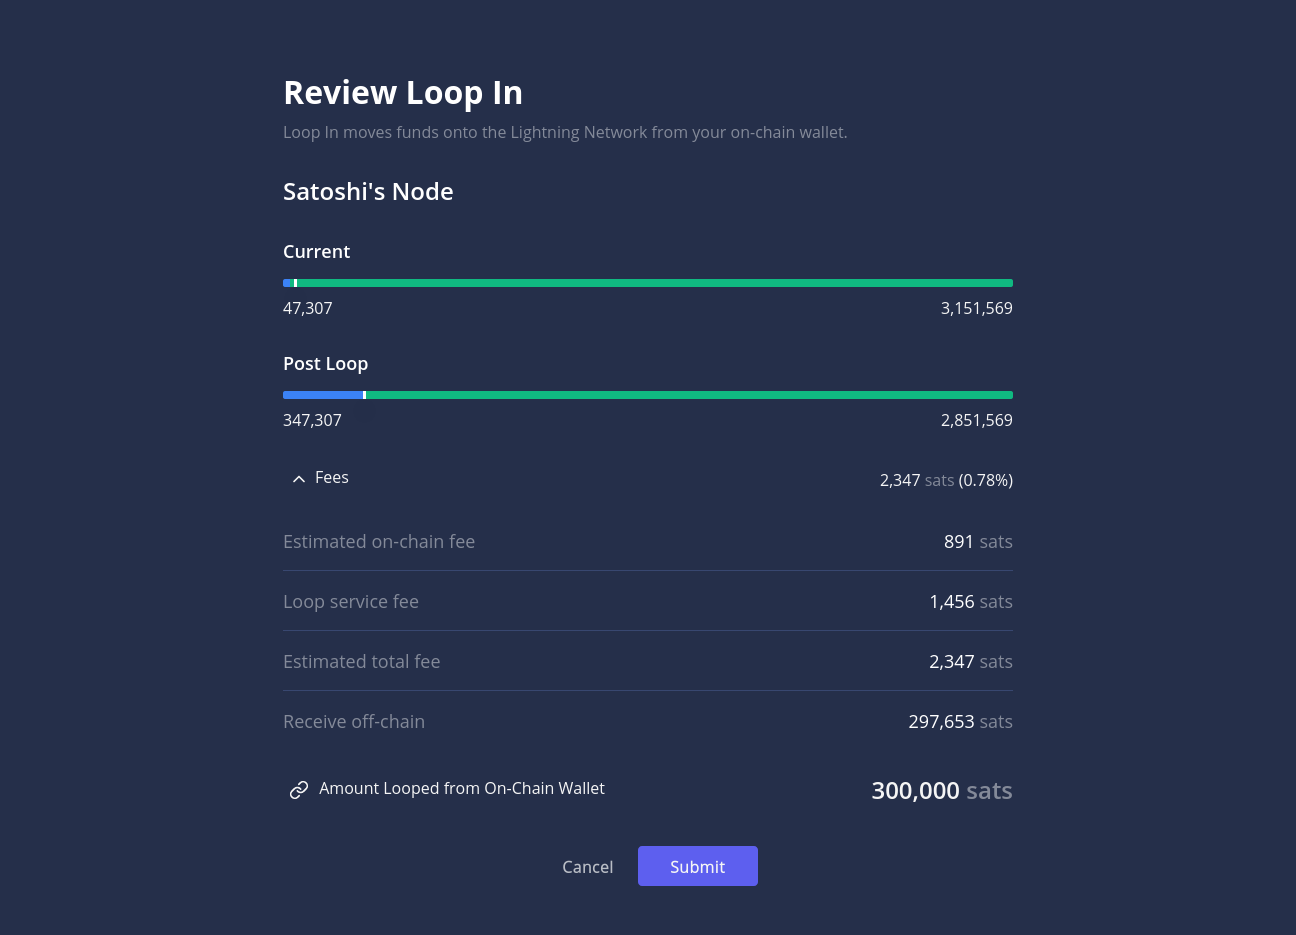 Review Loop In
Loop In moves funds onto the Lightning Network from your on-chain wallet.
Satoshi's Node
Current
47,307 3,151,569
Post Loop
347,307 2,851,569
Fees 2,347 sats (0.78%)
Estimated on-chain fee 891 sats
Loop service fee 1,456 sats
Estimated total fee 2,347 sats
Receive off-chain 297,653 sats
Amount Looped from On-Chain Wallet 300,000 sats
Cancel Submit